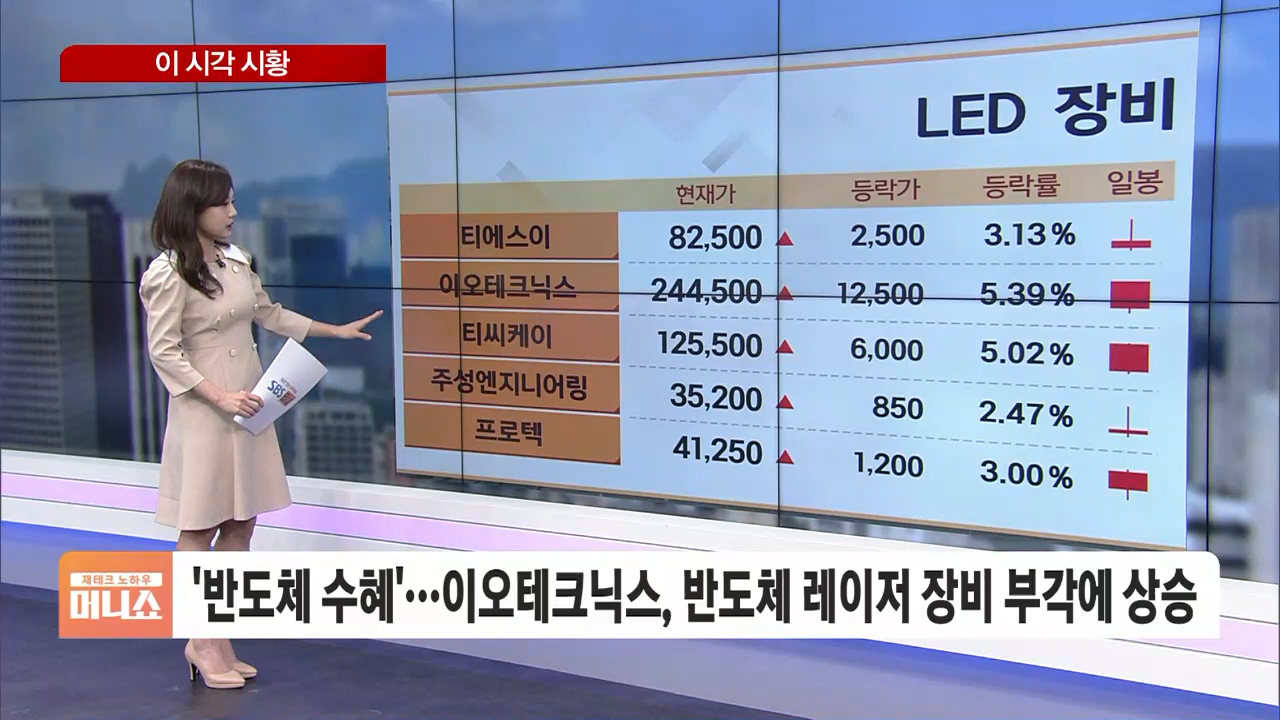 이 시각 시황
LED 장비
현재가 등락가 등락률 일봉
티에스이 82,500 ▲ 2,500 3.13%
이오테크닉스 244,500 ▲ 12,500 5.39%
티씨케이 125,500 ▲ 6,000 5.02%
주성엔지니어링 35,200 ▲ 850 2.47%
프로텍 41,250 ▲ 1,200 3.00%
SBS
재테크 노하우
머니쇼
'반도체 수혜'…이오테크닉스, 반도체 레이저 장비 부각에 상승